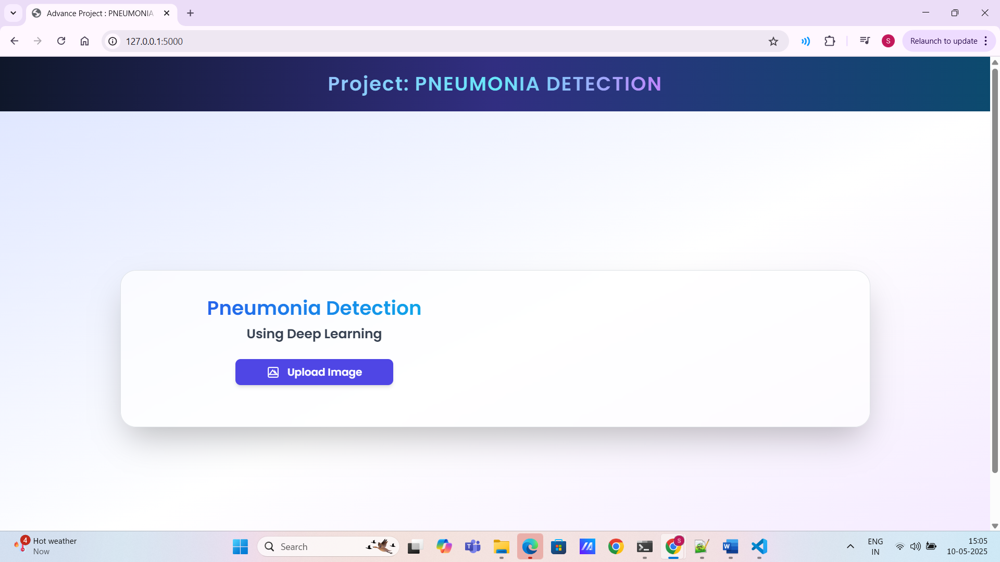 Advance Project : PNEUMONIA
127.0.0.1:5000
S
Relaunch to update
Project: PNEUMONIA DETECTION
Pneumonia Detection
Using Deep Learning
Upload Image
4
Hot weather
Now
Search
S
ENG
IN
15:05
10-05-2025